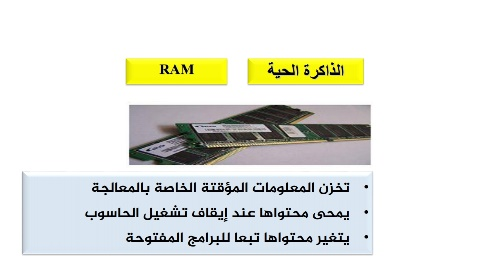 الذاكرة الحية
RAM
• تخزن المعلومات المؤقتة الخاصة بالمعالجة
• يمحى محتواها عند إيقاف تشغيل الحاسوب
• يتغير محتواها تبعا للبرامج المفتوحة